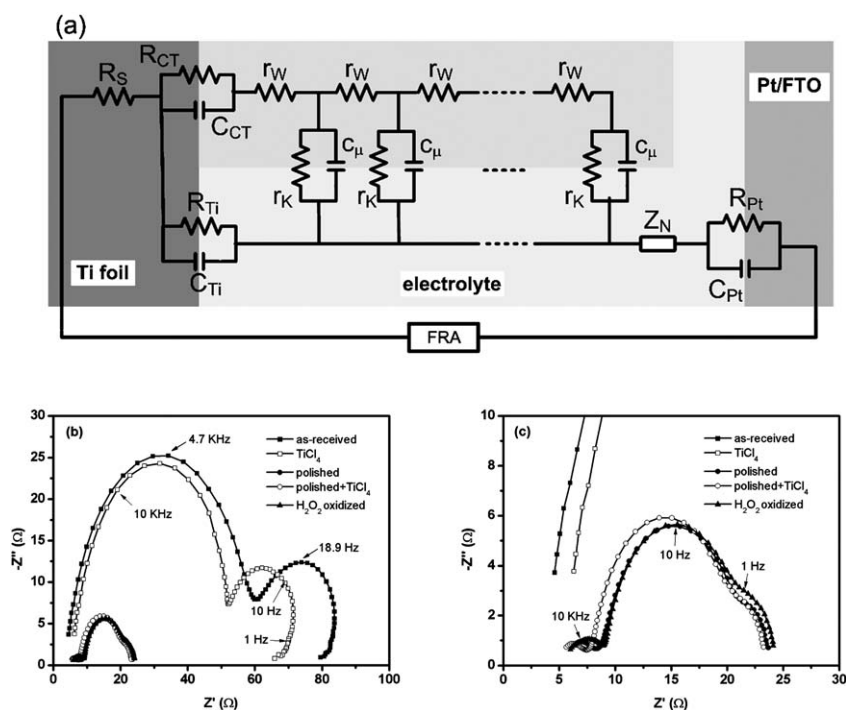 (a)
R_CT
R_S
r_W r_W r_W r_W
Pt/FTO
C_CT
c_μ c_μ c_μ
r_K r_K r_K
R_Ti
Z_N
R_Pt
Ti foil
C_Ti
electrolyte
C_Pt
FRA
(b)
4.7 KHz
as-received
TiCl₄
polished
polished+TiCl₄
H₂O₂ oxidized
10 KHz
18.9 Hz
10 Hz
1 Hz
-Z'' (Ω)
30
25
20
15
10
5
0
0 20 40 60 80 100
Z' (Ω)
(c)
as-received
TiCl₄
polished
polished+TiCl₄
H₂O₂ oxidized
10 Hz
1 Hz
10 KHz
-Z'' (Ω)
10
8
6
4
2
0
0 5 10 15 20 25 30
Z' (Ω)